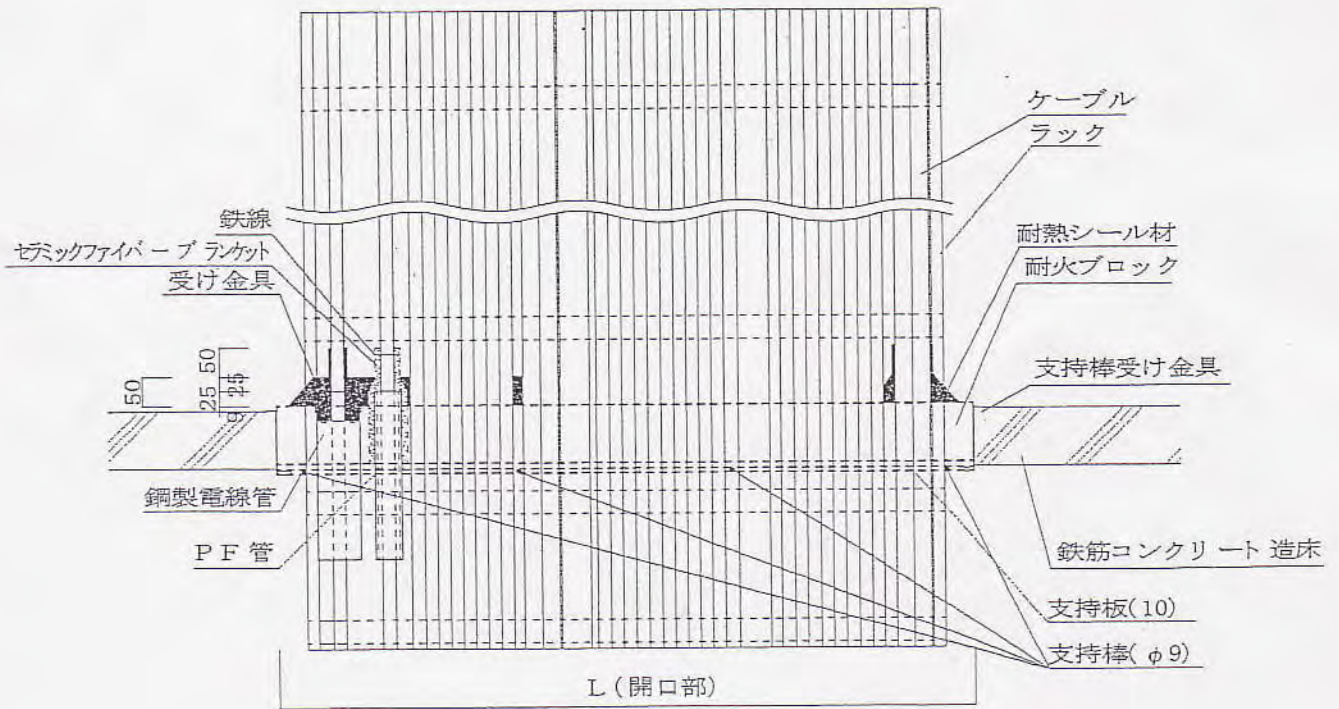 ケーブル
ラック
鉄線
セラミックファイバーブランケット
受け金具
耐熱シール材
耐火ブロック
支持棒受け金具
50
50
25
25
9
鋼製電線管
PF管
鉄筋コンクリート造床
支持板(10)
支持棒(φ9)
L(開口部)